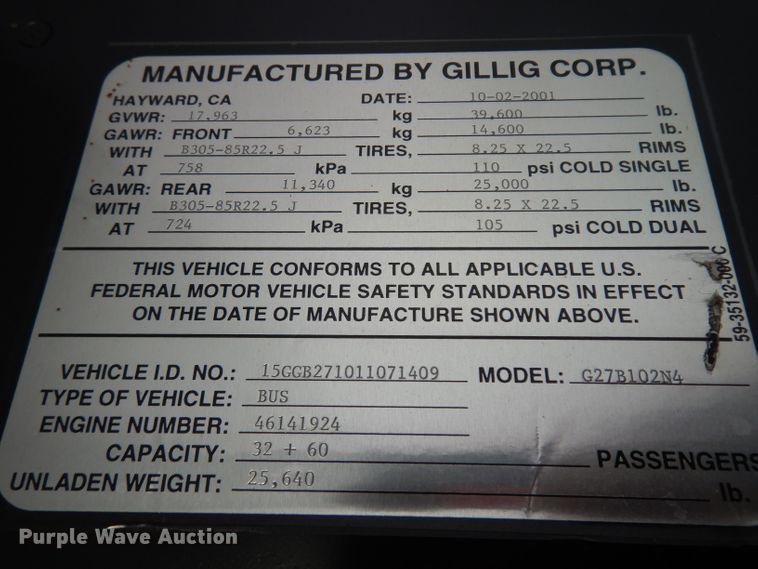 MANUFACTURED BY GILLIG CORP.
HAYWARD, CA DATE: 10-02-2001
GVWR: 17,963 kg 39,600 lb.
GAWR: FRONT 6,623 kg 14,600 lb.
WITH B305-85R22.5 J TIRES, 8.25 X 22.5 RIMS
AT 758 kPa 110 psi COLD SINGLE
GAWR: REAR 11,340 kg 25,000 lb.
WITH B305-85R22.5 J TIRES, 8.25 X 22.5 RIMS
AT 724 kPa 105 psi COLD DUAL
THIS VEHICLE CONFORMS TO ALL APPLICABLE U.S.
FEDERAL MOTOR VEHICLE SAFETY STANDARDS IN EFFECT
ON THE DATE OF MANUFACTURE SHOWN ABOVE.
59-35132-000 C
VEHICLE I.D. NO.: 15GGB271011071409 MODEL: G27B102N4
TYPE OF VEHICLE: BUS
ENGINE NUMBER: 46141924
CAPACITY: 32 + 60 PASSENGERS
UNLADEN WEIGHT: 25,640 lb.
Purple Wave Auction